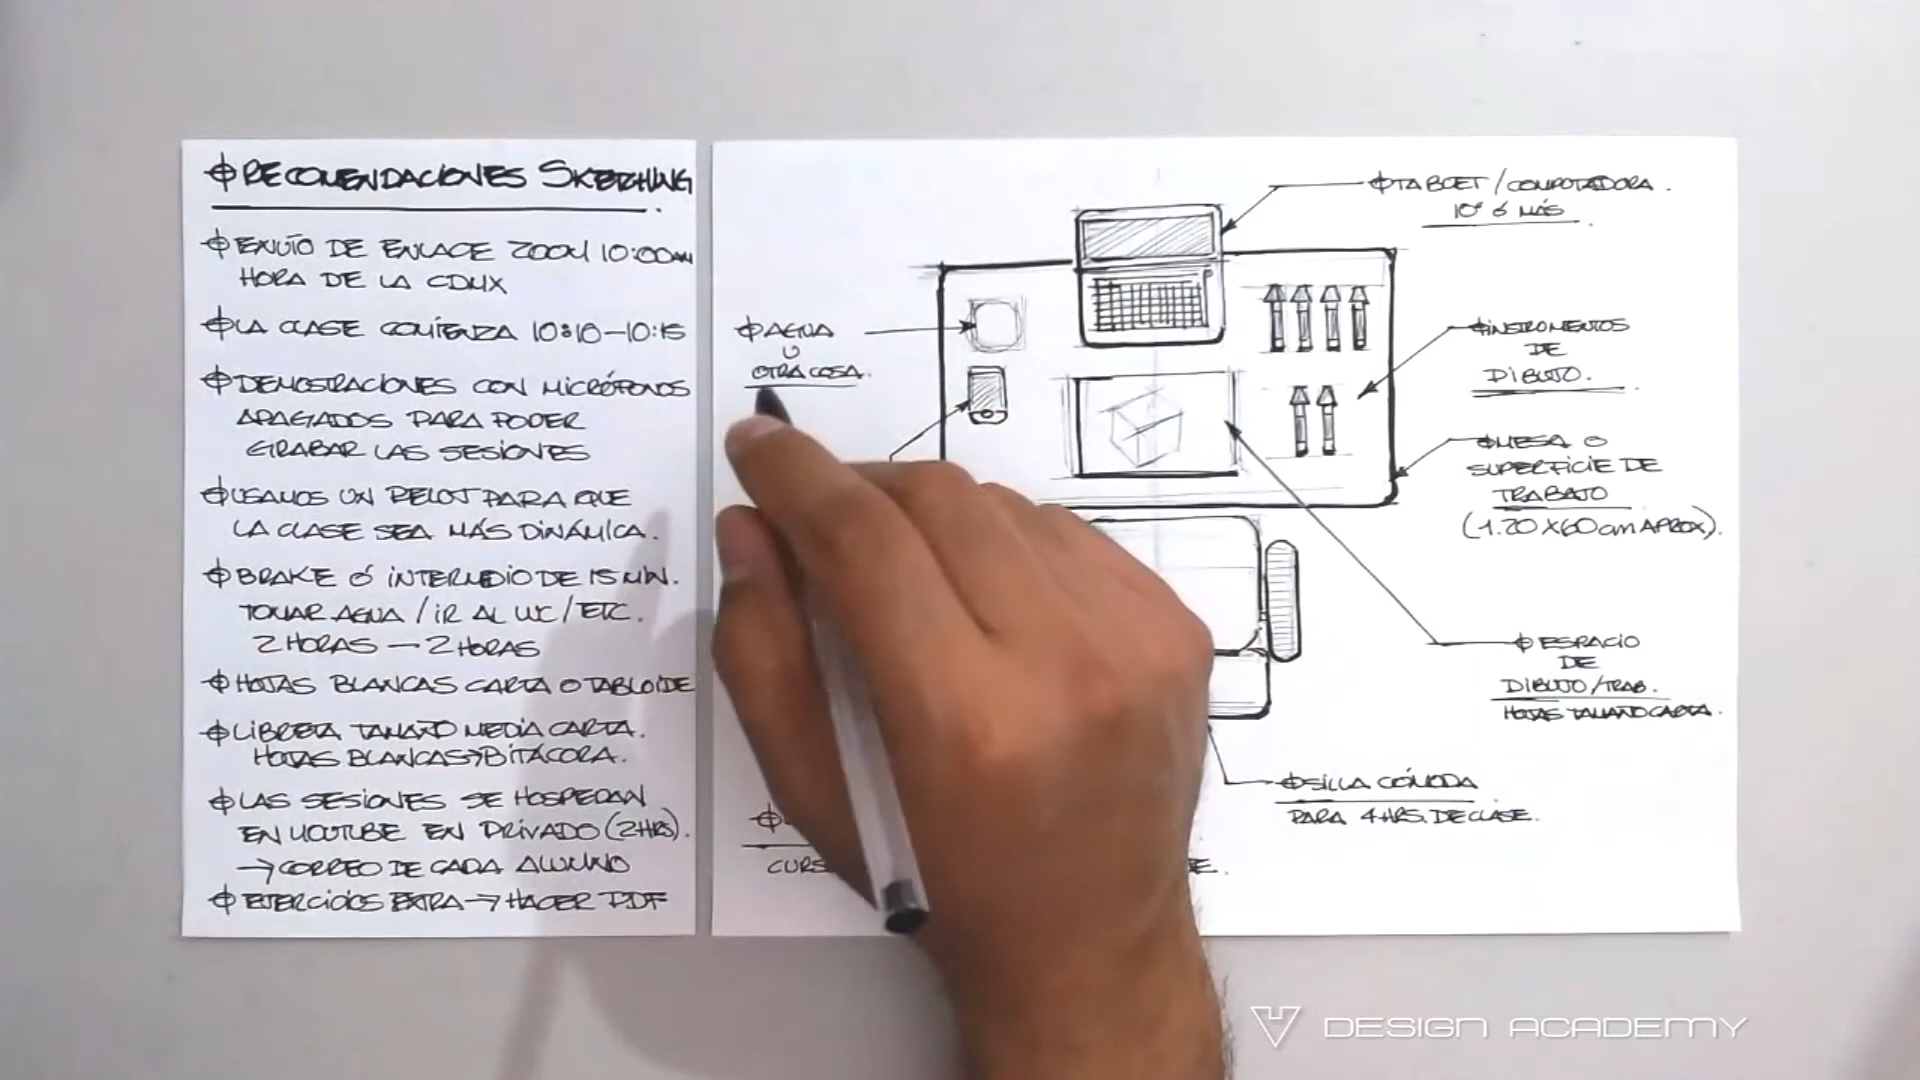 RECOMENDACIONES SKETCHING
ENVÍO DE ENLACE ZOOM 10:00am
HORA DE LA CDMX
LA CLASE COMIENZA 10:10-10:15
DEMOSTRACIONES CON MICRÓFONOS
APAGADOS PARA PODER
GRABAR LAS SESIONES
USAMOS UN RELOJ PARA QUE
LA CLASE SEA MÁS DINÁMICA.
BRAKE Ó INTERMEDIO DE 15 MIN.
TOMAR AGUA / IR AL WC / ETC.
2 HORAS — 2 HORAS
HOJAS BLANCAS CARTA O TABLOIDE
LIBRETA TAMAÑO MEDIA CARTA.
HOJAS BLANCAS → BITÁCORA.
LAS SESIONES SE HOSPEDAN
EN YOUTUBE EN PRIVADO (2HRS).
→ CORREO DE CADA ALUMNO
EJERCICIOS EXTRA → HACER PDF
TABLET / COMPUTADORA.
10" Ó MÁS
AGUA
U
OTRA COSA.
INSTRUMENTOS
DE
DIBUJO.
MESA O
SUPERFICIE DE
TRABAJO
(1.20 X 60 cm APROX).
ESPACIO
DE
DIBUJO / TRAB.
HOJAS TAMAÑO CARTA.
SILLA CÓMODA
PARA 4 HRS. DE CLASE.
DESIGN ACADEMY